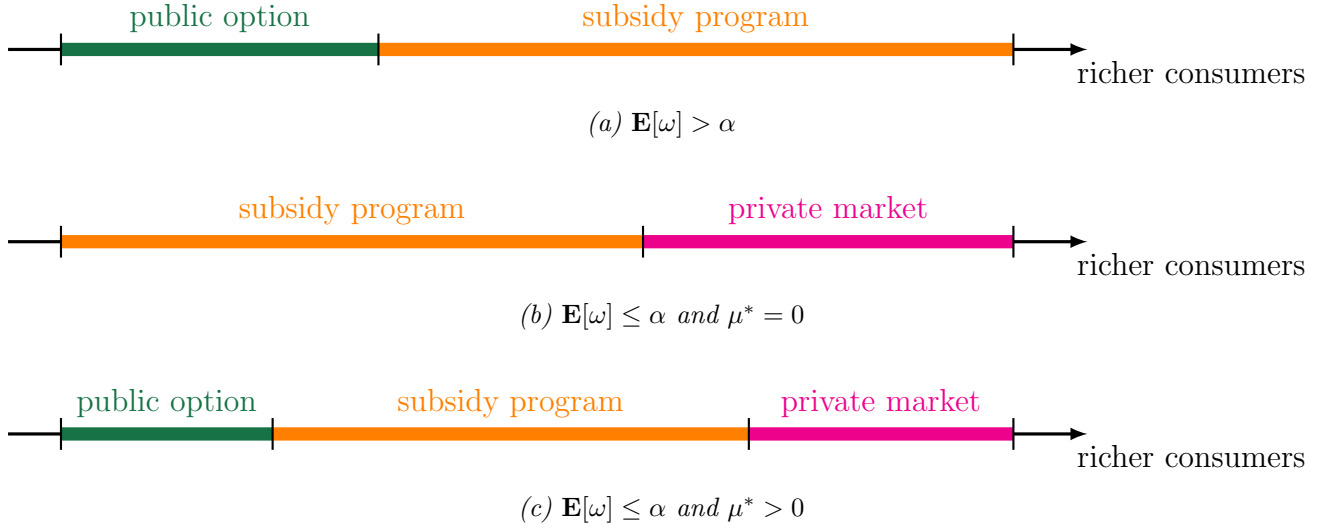 public option subsidy program
richer consumers
(a) E[ω] > α
subsidy program private market
richer consumers
(b) E[ω] ≤ α and μ* = 0
public option subsidy program private market
richer consumers
(c) E[ω] ≤ α and μ* > 0